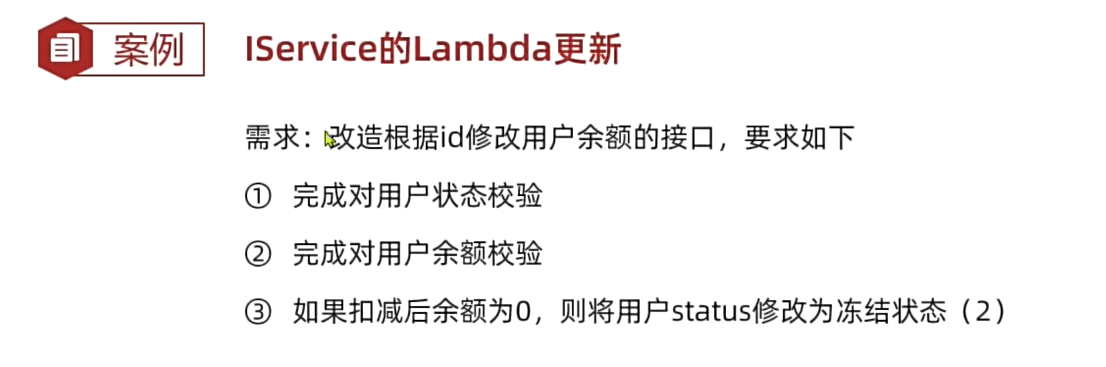 案例
IService的Lambda更新
需求：改造根据id修改用户余额的接口，要求如下
① 完成对用户状态校验
② 完成对用户余额校验
③ 如果扣减后余额为0，则将用户status修改为冻结状态（2）